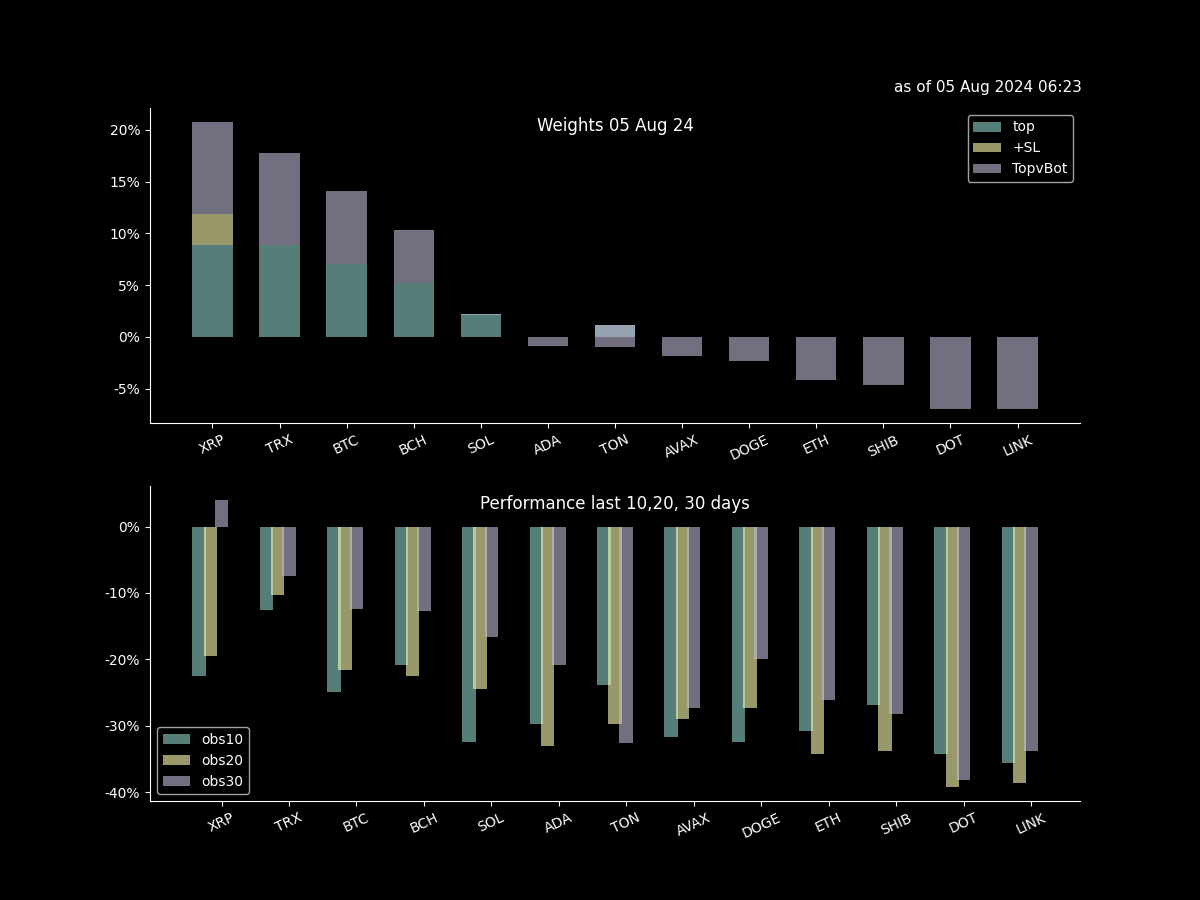 as of 05 Aug 2024 06:23
Weights 05 Aug 24
top
+SL
TopvBot
20%
15%
10%
5%
0%
-5%
XRP TRX BTC BCH SOL ADA TON AVAX DOGE ETH SHIB DOT LINK
Performance last 10,20, 30 days
0%
-10%
-20%
-30%
-40%
obs10
obs20
obs30
XRP TRX BTC BCH SOL ADA TON AVAX DOGE ETH SHIB DOT LINK